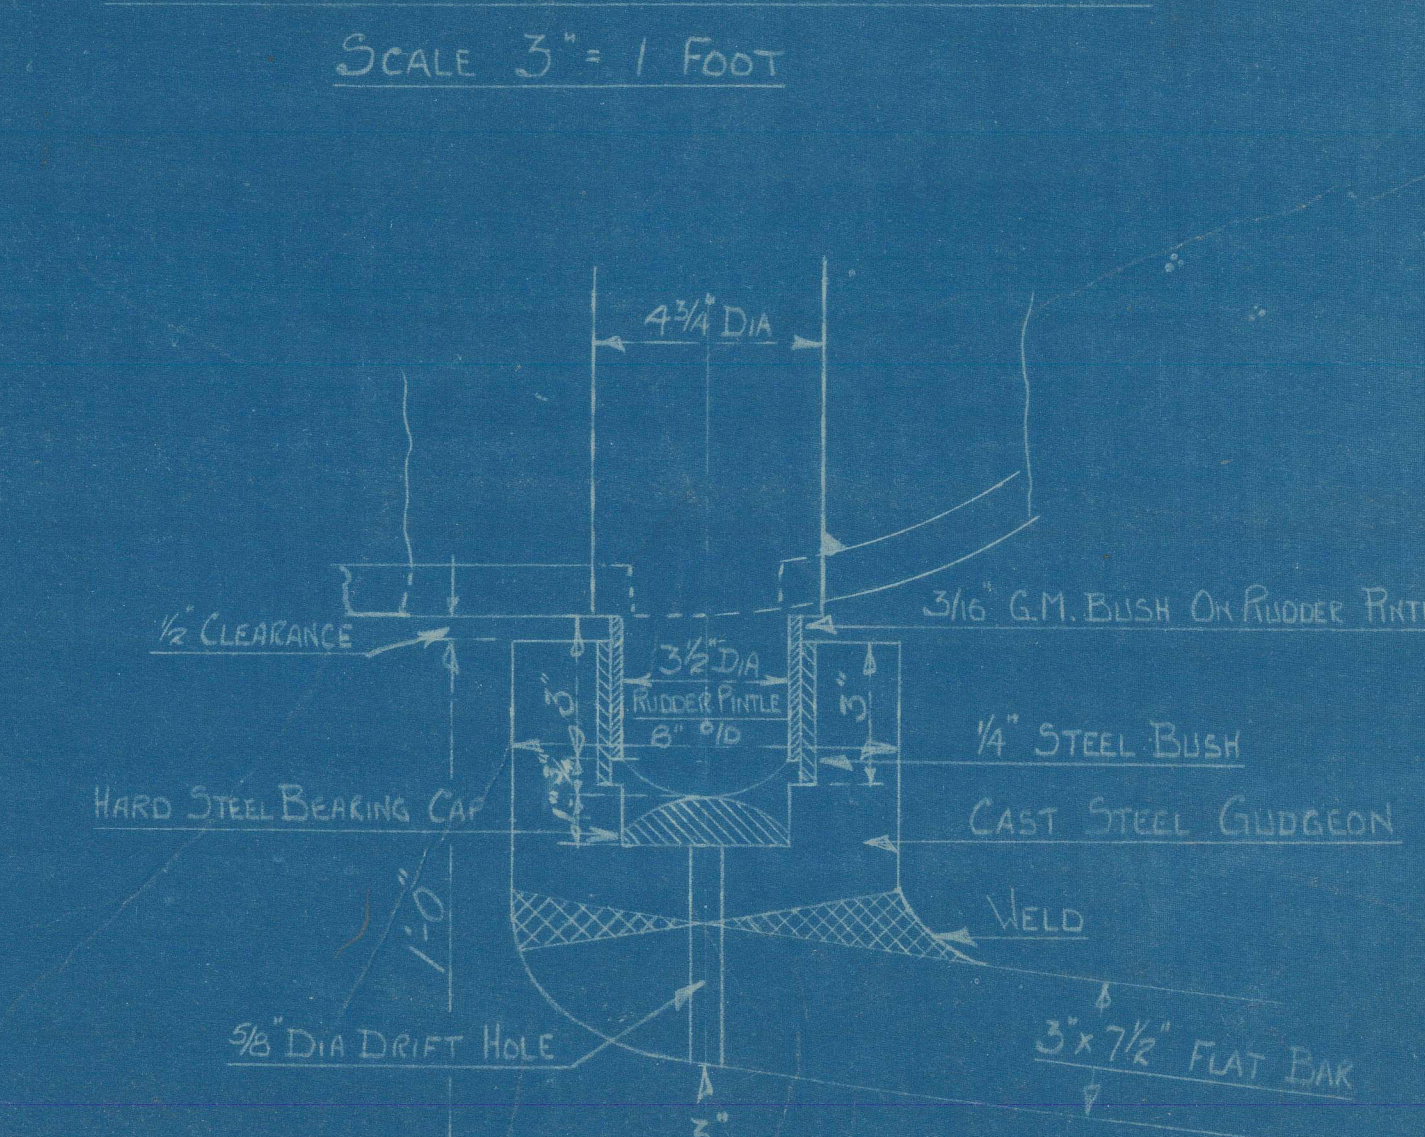 SCALE 3" = 1 FOOT
4 3/4" DIA
1/2" CLEARANCE
3/16" G.M. BUSH ON RUDDER PINT
3 1/2" DIA
3"
3"
RUDDER PINTLE
8" O/D
1/4" STEEL BUSH
HARD STEEL BEARING CAP
CAST STEEL GUDGEON
1'-0"
WELD
5/8" DIA DRIFT HOLE
3" x 7 1/2" FLAT BAR
3"